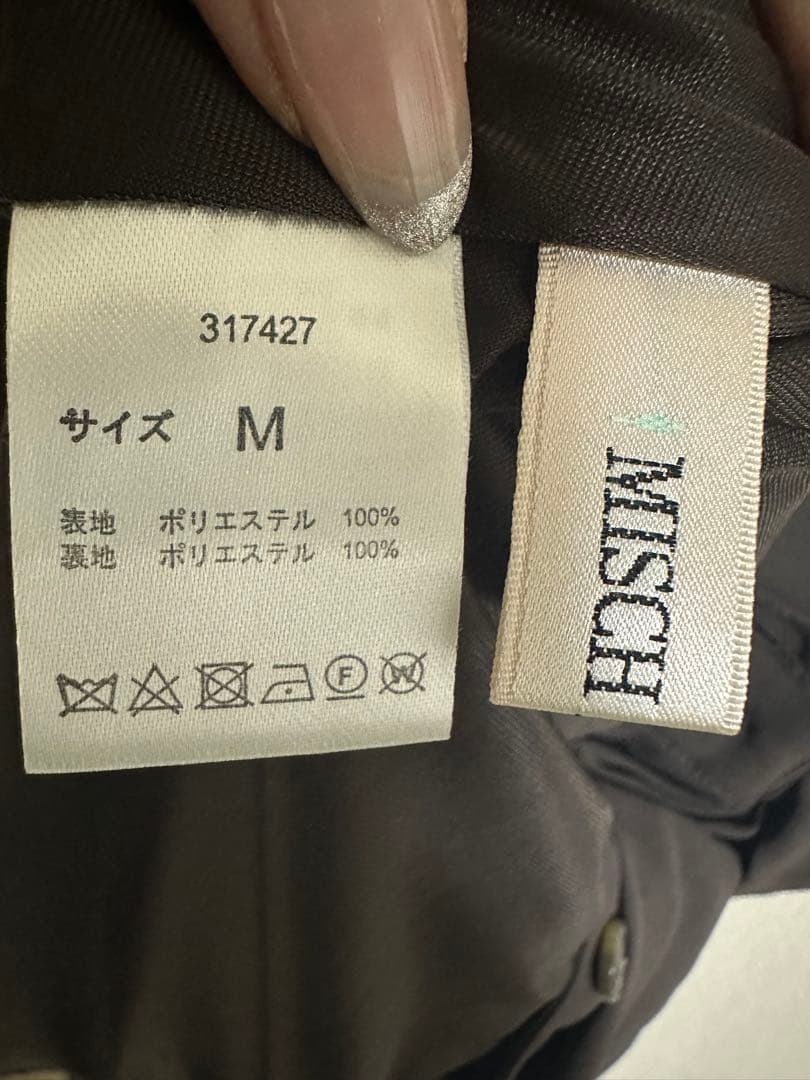 317427
サイズ M
表地 ポリエステル 100%
裏地 ポリエステル 100%
F W
MISCH